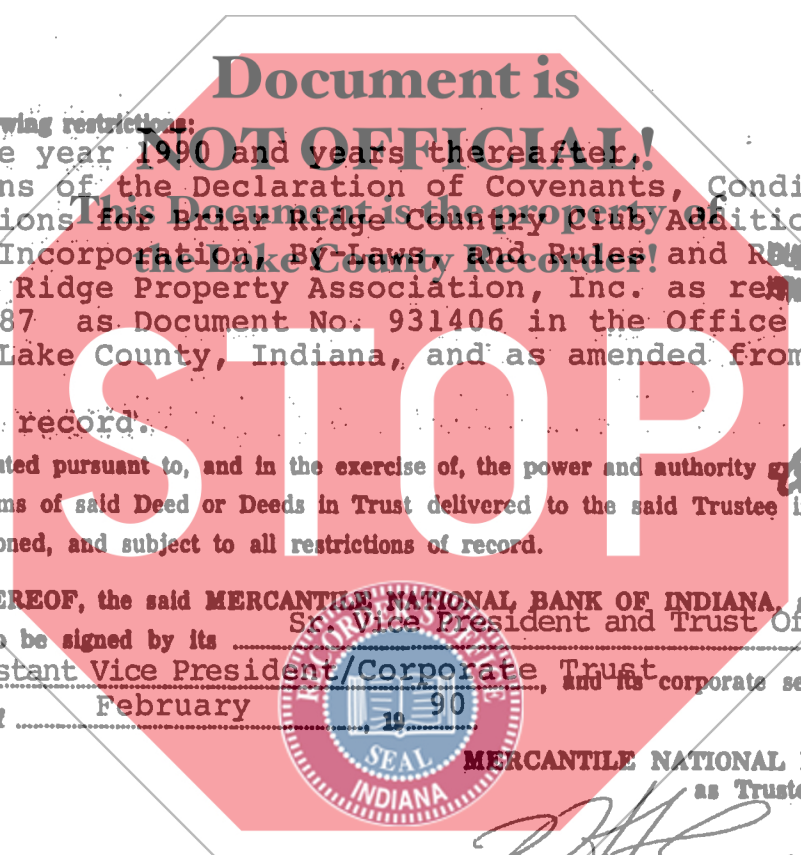 Document is
NOT OFFICIAL!
This Document is the property of
the Lake County Recorder!
STOP
wing restrictions:
e year 1990 and years thereafter.
ns of the Declaration of Covenants, Condi
ions for Briar Ridge Country Club Additio
Incorporation, By-Laws, and Rules and R
Ridge Property Association, Inc. as re
87 as Document No. 931406 in the Office
Lake County, Indiana, and as amended from
record.
ted pursuant to, and in the exercise of, the power and authority
ms of said Deed or Deeds in Trust delivered to the said Trustee i
oned, and subject to all restrictions of record.
EREOF, the said MERCANTILE NATIONAL BANK OF INDIANA,
o be signed by its Sr. Vice President and Trust Of
stant Vice President/Corporate Trust, and its corporate se
February, 19 90
RECORDER'S OFFICE
SEAL
INDIANA
MERCANTILE NATIONAL
as Truste